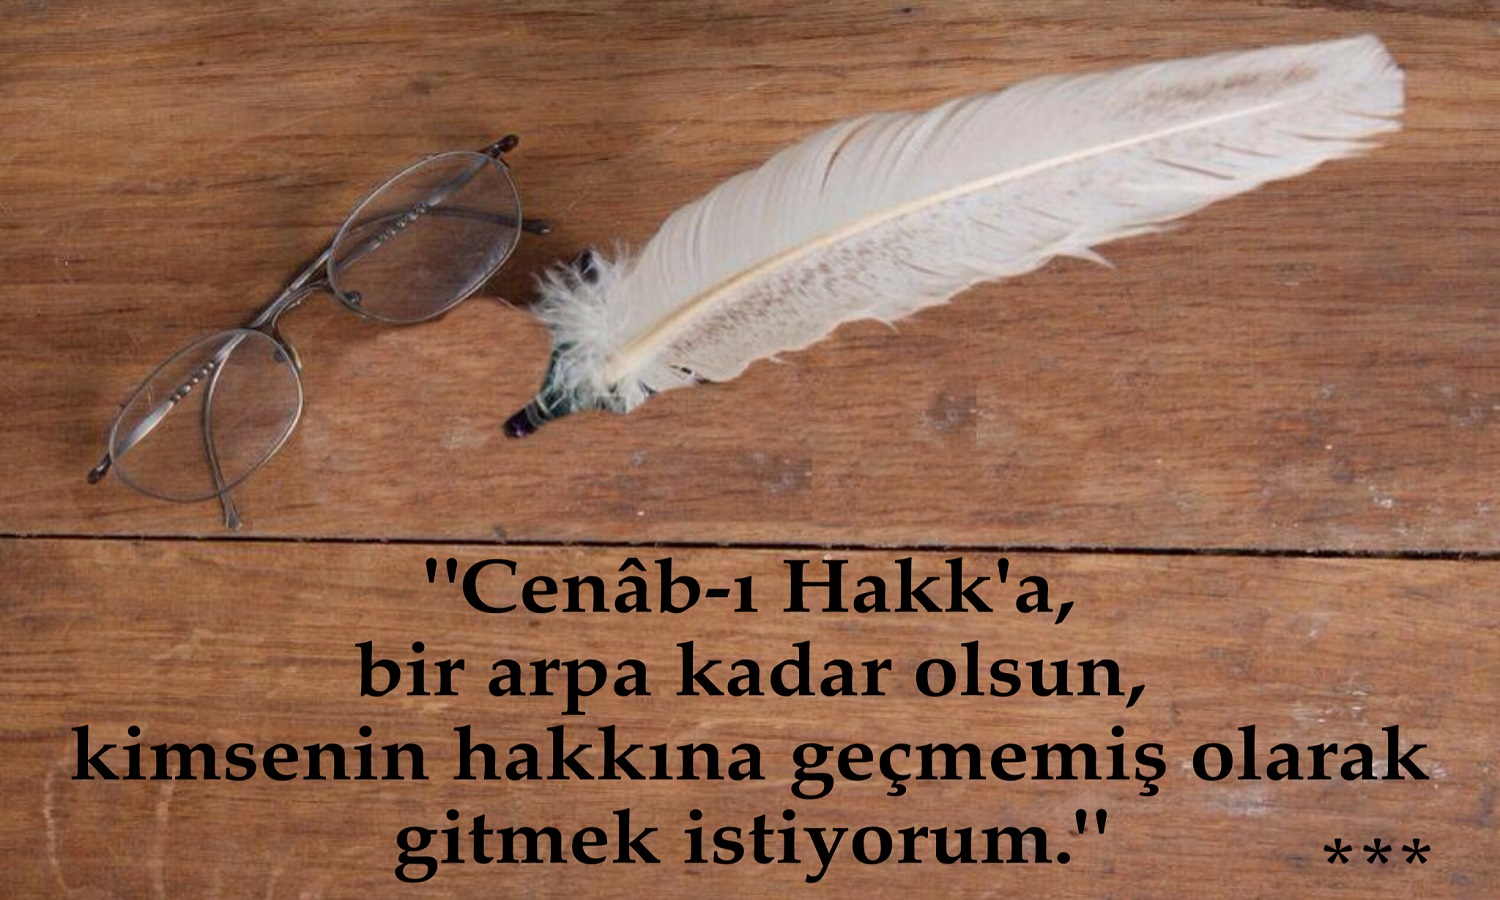 "Cenâb-ı Hakk'a,
bir arpa kadar olsun,
kimsenin hakkına geçmemiş olarak
gitmek istiyorum."
***